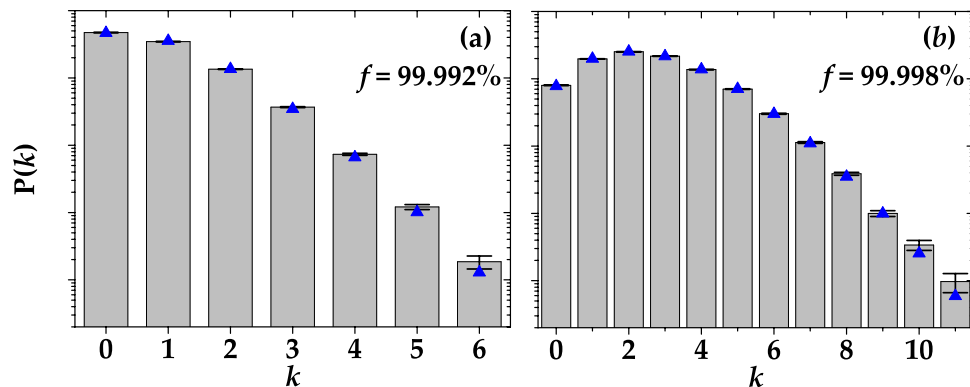 (a)
f = 99.992%
P(k)
0 1 2 3 4 5 6
k
(b)
f = 99.998%
0 2 4 6 8 10
k